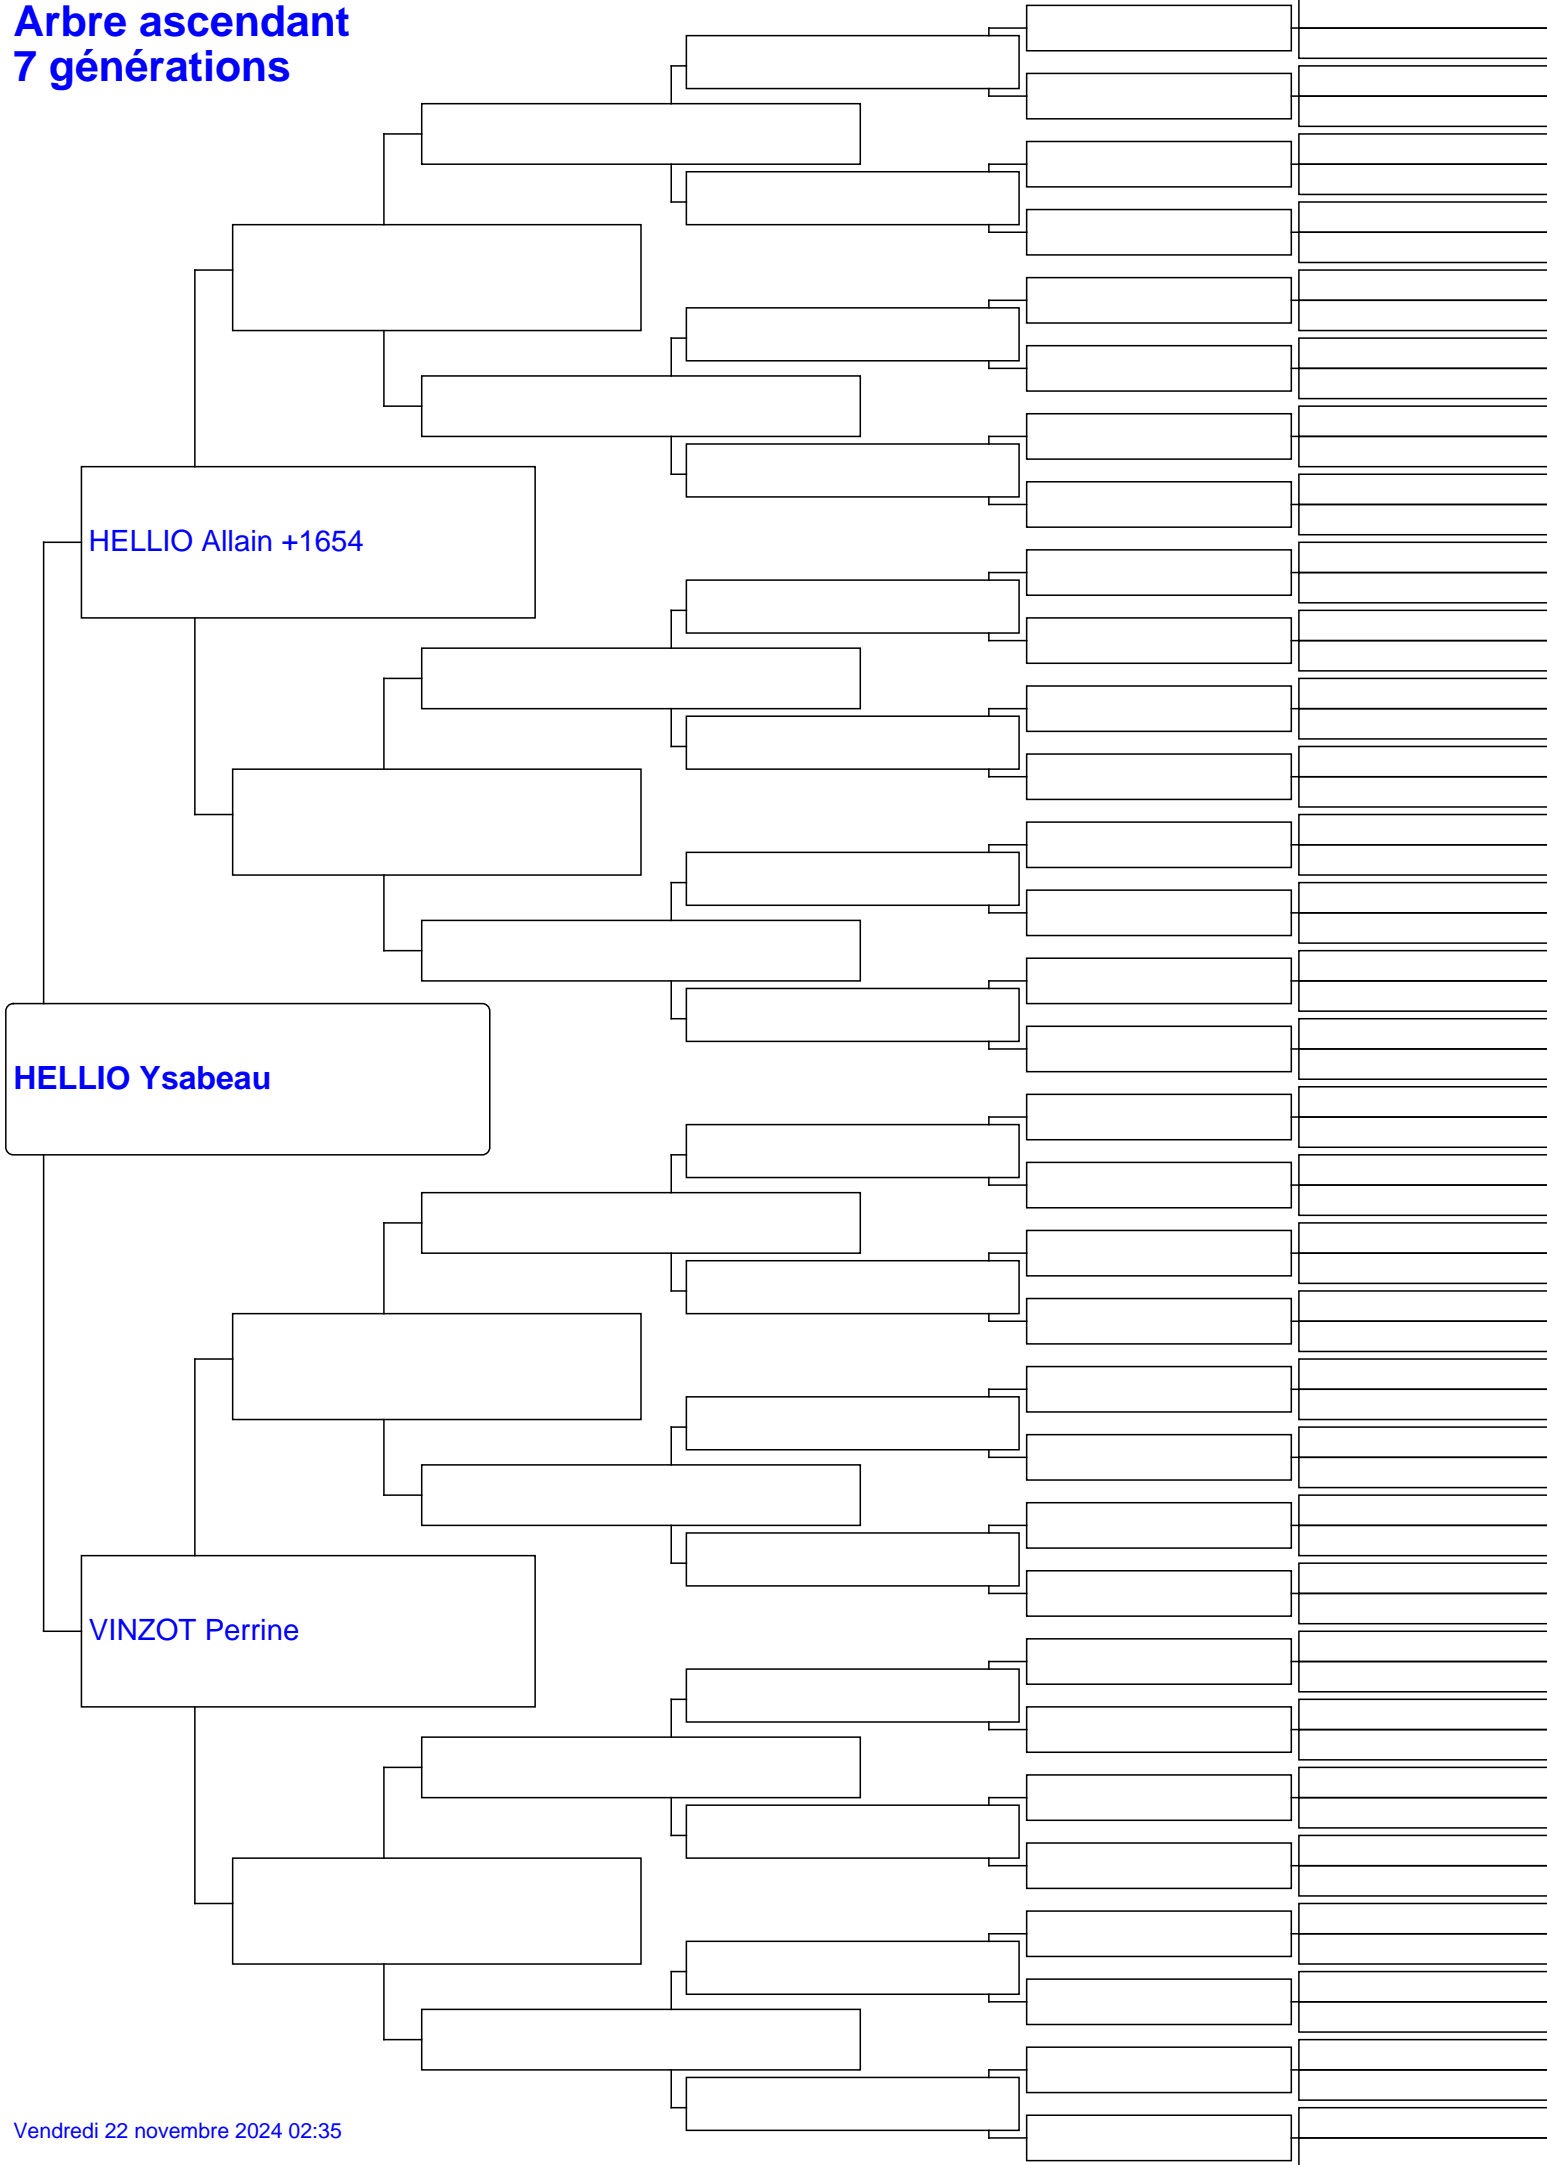 Arbre ascendant
7 générations
HELLIO Allain +1654
HELLIO Ysabeau
VINZOT Perrine
Vendredi 22 novembre 2024 02:35